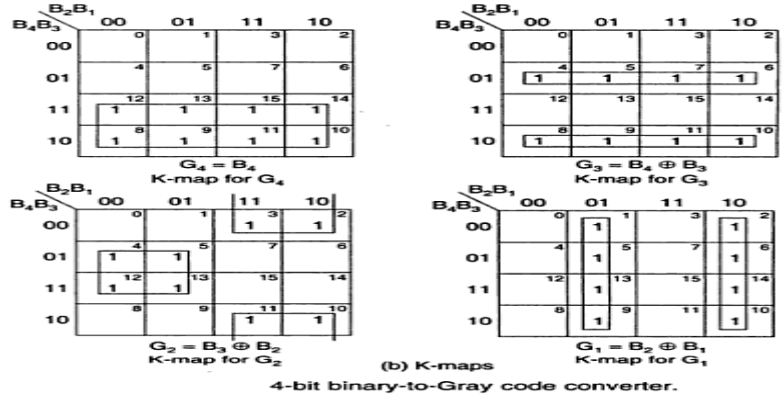 B₂B₁
B₄B₃ 00 01 11 10
0 1 3 2
00
4 5 7 6
01
12 13 15 14
11 1 1 1 1
8 9 11 10
10 1 1 1 1
G₄ = B₄
K-map for G₄
B₂B₁
B₄B₃ 00 01 11 10
0 1 3 2
00
4 5 7 6
01 1 1 1 1
12 13 15 14
11
8 9 11 10
10 1 1 1 1
G₃ = B₄ ⊕ B₃
K-map for G₃
B₂B₁
B₄B₃ 00 01 11 10
0 1 3 2
00 1 1
4 5 7 6
01 1 1
12 13 15 14
11 1 1
8 9 11 10
10 1 1
G₂ = B₃ ⊕ B₂
K-map for G₂
B₂B₁
B₄B₃ 00 01 11 10
0 1 3 2
00 1 1
4 5 7 6
01 1 1
12 13 15 14
11 1 1
8 9 11 10
10 1 1
G₁ = B₂ ⊕ B₁
K-map for G₁
(b) K-maps
4-bit binary-to-Gray code converter.